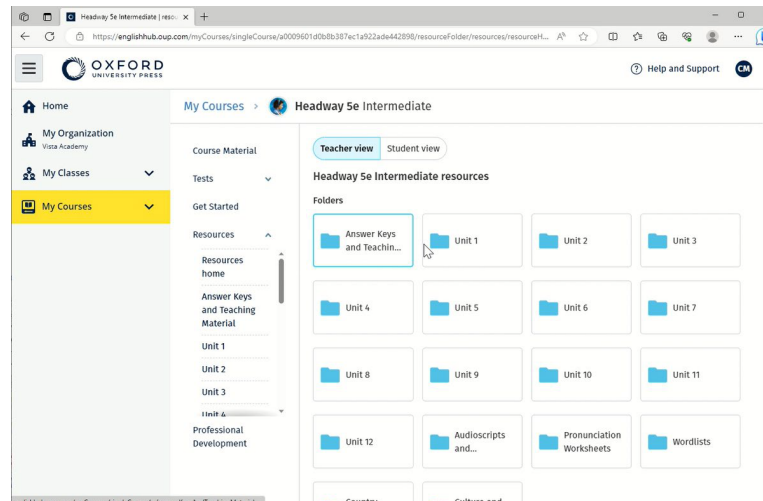 Headway 5e Intermediate | resou
https://englishhub.oup.com/myCourses/singleCourse/a0009601d0b8b387ec1a922ade442898/resourceFolder/resources/resourceH...
OXFORD
UNIVERSITY PRESS
Help and Support
CM
Home
My Organization
Vista Academy
My Classes
My Courses
My Courses > Headway 5e Intermediate
Course Material
Tests
Get Started
Resources
Resources
home
Answer Keys
and Teaching
Material
Unit 1
Unit 2
Unit 3
Unit 4
Professional
Development
Teacher view
Student view
Headway 5e Intermediate resources
Folders
Answer Keys
and Teachin...
Unit 1
Unit 2
Unit 3
Unit 4
Unit 5
Unit 6
Unit 7
Unit 8
Unit 9
Unit 10
Unit 11
Unit 12
Audioscripts
and...
Pronunciation
Worksheets
Wordlists
Country
Culture and